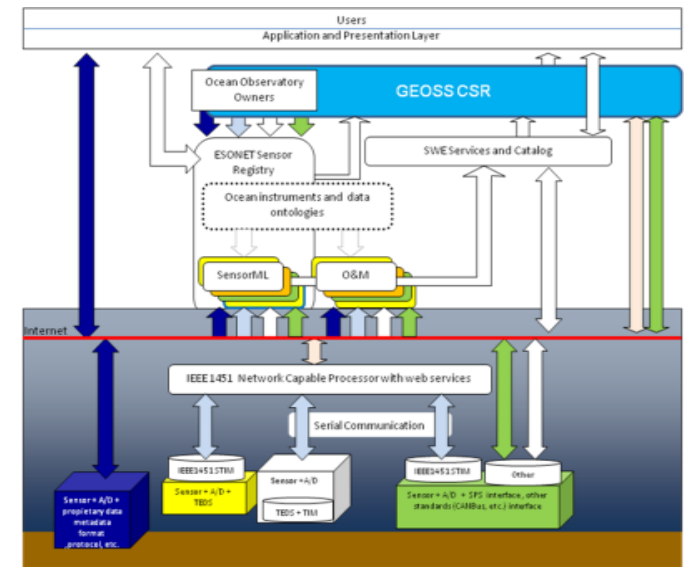 Users
Application and Presentation Layer
Ocean Observatory
Owners
GEOSS CSR
ESONET Sensor
Registry
SWE Services and Catalog
Ocean instruments and data
ontologies
SensorML
O&M
Internet
IEEE1451 Network Capable Processor with web services
Serial Communication
IEEE1451STIM
Sensor + A/D +
TEDS
Sensor +A/D
TEDS + TIM
IEEE1451STIM
Other
Sensor + A/D + SPS interface, other
standards (CANBus, etc.) interface
Sensor + A/D +
propietary data
metadata
format
,protocol, etc.